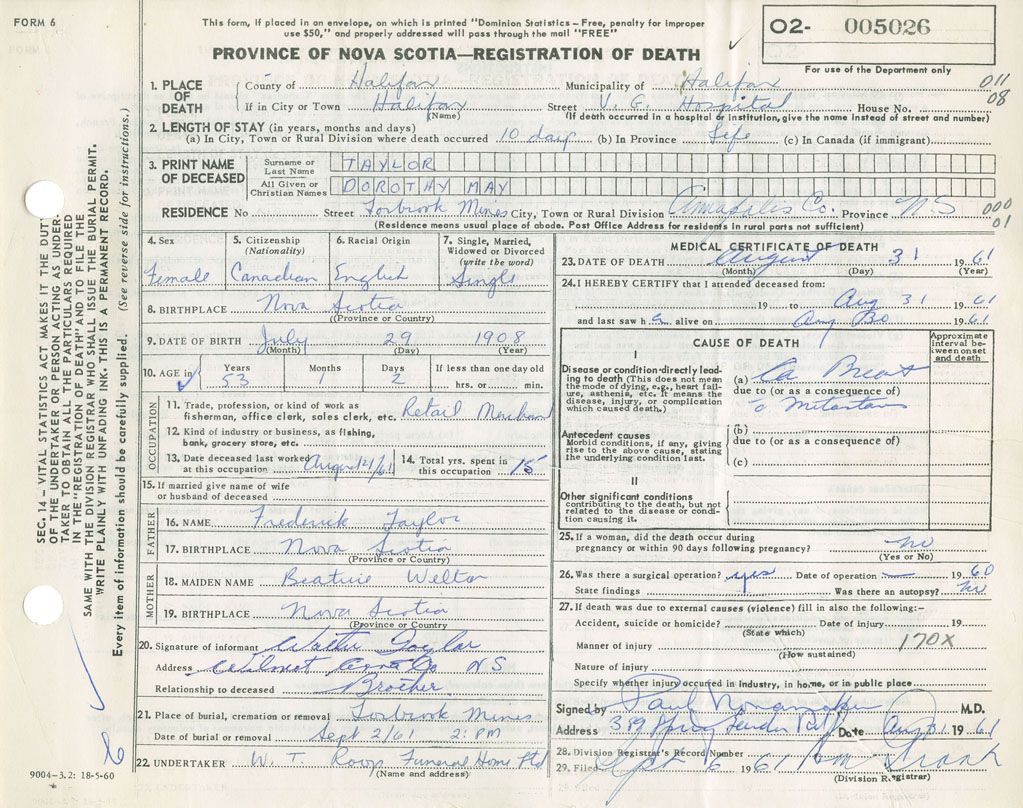 FORM 6
This form, if placed in an envelope, on which is printed "Dominion Statistics – Free, penalty for improper
use $50," and properly addressed will pass through the mail "FREE"
02- 005026
For use of the Department only
PROVINCE OF NOVA SCOTIA—REGISTRATION OF DEATH
011
08
1. PLACE OF DEATH
County of Halifax Municipality of Halifax
If in City or Town Halifax Street V. G. Hospital House No.
(Name) (If death occurred in a hospital or institution, give the name instead of street and number)
2. LENGTH OF STAY (in years, months and days)
(a) In City, Town or Rural Division where death occurred 10 days (b) In Province Life (c) In Canada (if immigrant)
3. PRINT NAME OF DECEASED
Surname or Last Name TAYLOR
All Given or Christian Names DOROTHY MAY
RESIDENCE No Street Torbrook Mines City, Town or Rural Division Annapolis Co. Province N.S
000
01
(Residence means usual place of abode. Post Office Address for residents in rural parts not sufficient)
4. Sex
Female
5. Citizenship
(Nationality)
Canadian
6. Racial Origin
English
7. Single, Married,
Widowed or Divorced
(write the word)
Single
8. BIRTHPLACE Nova Scotia
(Province or Country)
9. DATE OF BIRTH July 29 1908
(Month) (Day) (Year)
10. AGE in Years Months Days If less than one day old
53 1 2 hrs. or min.
OCCUPATION
11. Trade, profession, or kind of work as
fisherman, office clerk, sales clerk, etc. Retail
12. Kind of industry or business, as fishing,
bank, grocery store, etc.
13. Date deceased last worked
at this occupation
14. Total yrs. spent in
this occupation 15
15. If married give name of wife
or husband of deceased
FATHER
16. NAME Frederick Taylor
17. BIRTHPLACE Nova Scotia
(Province or Country)
MOTHER
18. MAIDEN NAME Beatrice
19. BIRTHPLACE Nova Scotia
(Province or Country
20. Signature of informant Taylor
Address Wilmot Anna Co NS
Relationship to deceased Brother
21. Place of burial, cremation or removal Torbrook Mines
Date of burial or removal Sept 2/61 2: PM
22. UNDERTAKER W. T. Roop Funeral Home Ltd
(Name and address)
MEDICAL CERTIFICATE OF DEATH
23. DATE OF DEATH August 31 1961
(Month) (Day) (Year)
24. I HEREBY CERTIFY that I attended deceased from:
19 to Aug 31 1961
and last saw h alive on Aug 1961
CAUSE OF DEATH
Approximate interval between onset and death
I
Disease or condition directly leading
to death (This does not mean
the mode of dying, e.g., heart failure,
asthenia, etc. It means the
disease, injury, or complication
which caused death.)
(a) Ca Breast
due to (or as a consequence of)
Antecedent causes
Morbid conditions, if any, giving
rise to the above cause, stating
the underlying condition last.
(b)
due to (or as a consequence of)
(c)
II
Other significant conditions
contributing to the death, but not
related to the disease or condition
causing it.
25. If a woman, did the death occur during
pregnancy or within 90 days following pregnancy? no
(Yes or No)
26. Was there a surgical operation? yes Date of operation 1960
State findings Was there an autopsy? no
27. If death was due to external causes (violence) fill in also the following:–
Accident, suicide or homicide? Date of injury 19
(State which)
Manner of injury 170X
(How sustained)
Nature of injury
Specify whether injury occurred in industry, in home, or in public place
Signed by Paul M.D.
Address 389 Spring Date Aug 31 1961
28. Division Registrar's Record Number
29. Filed Sept 6 1961
(Division Registrar)
SEC. 14 – VITAL STATISTICS ACT MAKES IT THE DUTY
OF THE UNDERTAKER OR PERSON ACTING AS UNDERTAKER
TO OBTAIN ALL THE PARTICULARS REQUIRED
IN THE "REGISTRATION OF DEATH" AND TO FILE THE
SAME WITH THE DIVISION REGISTRAR WHO SHALL ISSUE THE BURIAL PERMIT.
WRITE PLAINLY WITH UNFADING INK. THIS IS A PERMANENT RECORD.
Every item of information should be carefully supplied. (See reverse side for instructions.)
9004–3.2: 18-5-60